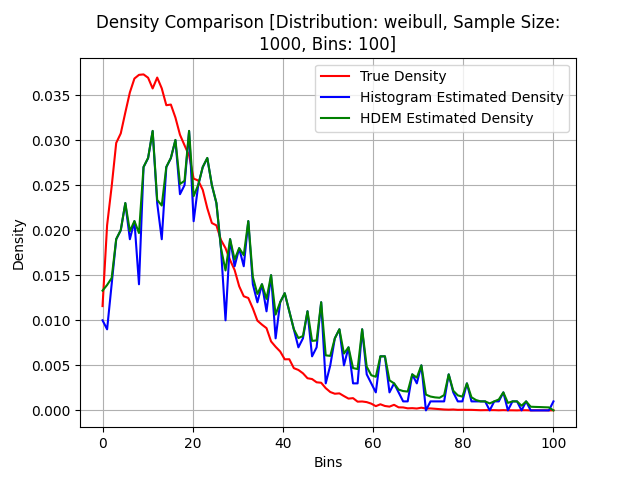 Density Comparison [Distribution: weibull, Sample Size:
1000, Bins: 100]
True Density
Histogram Estimated Density
HDEM Estimated Density
Density
0.035
0.030
0.025
0.020
0.015
0.010
0.005
0.000
0 20 40 60 80 100
Bins